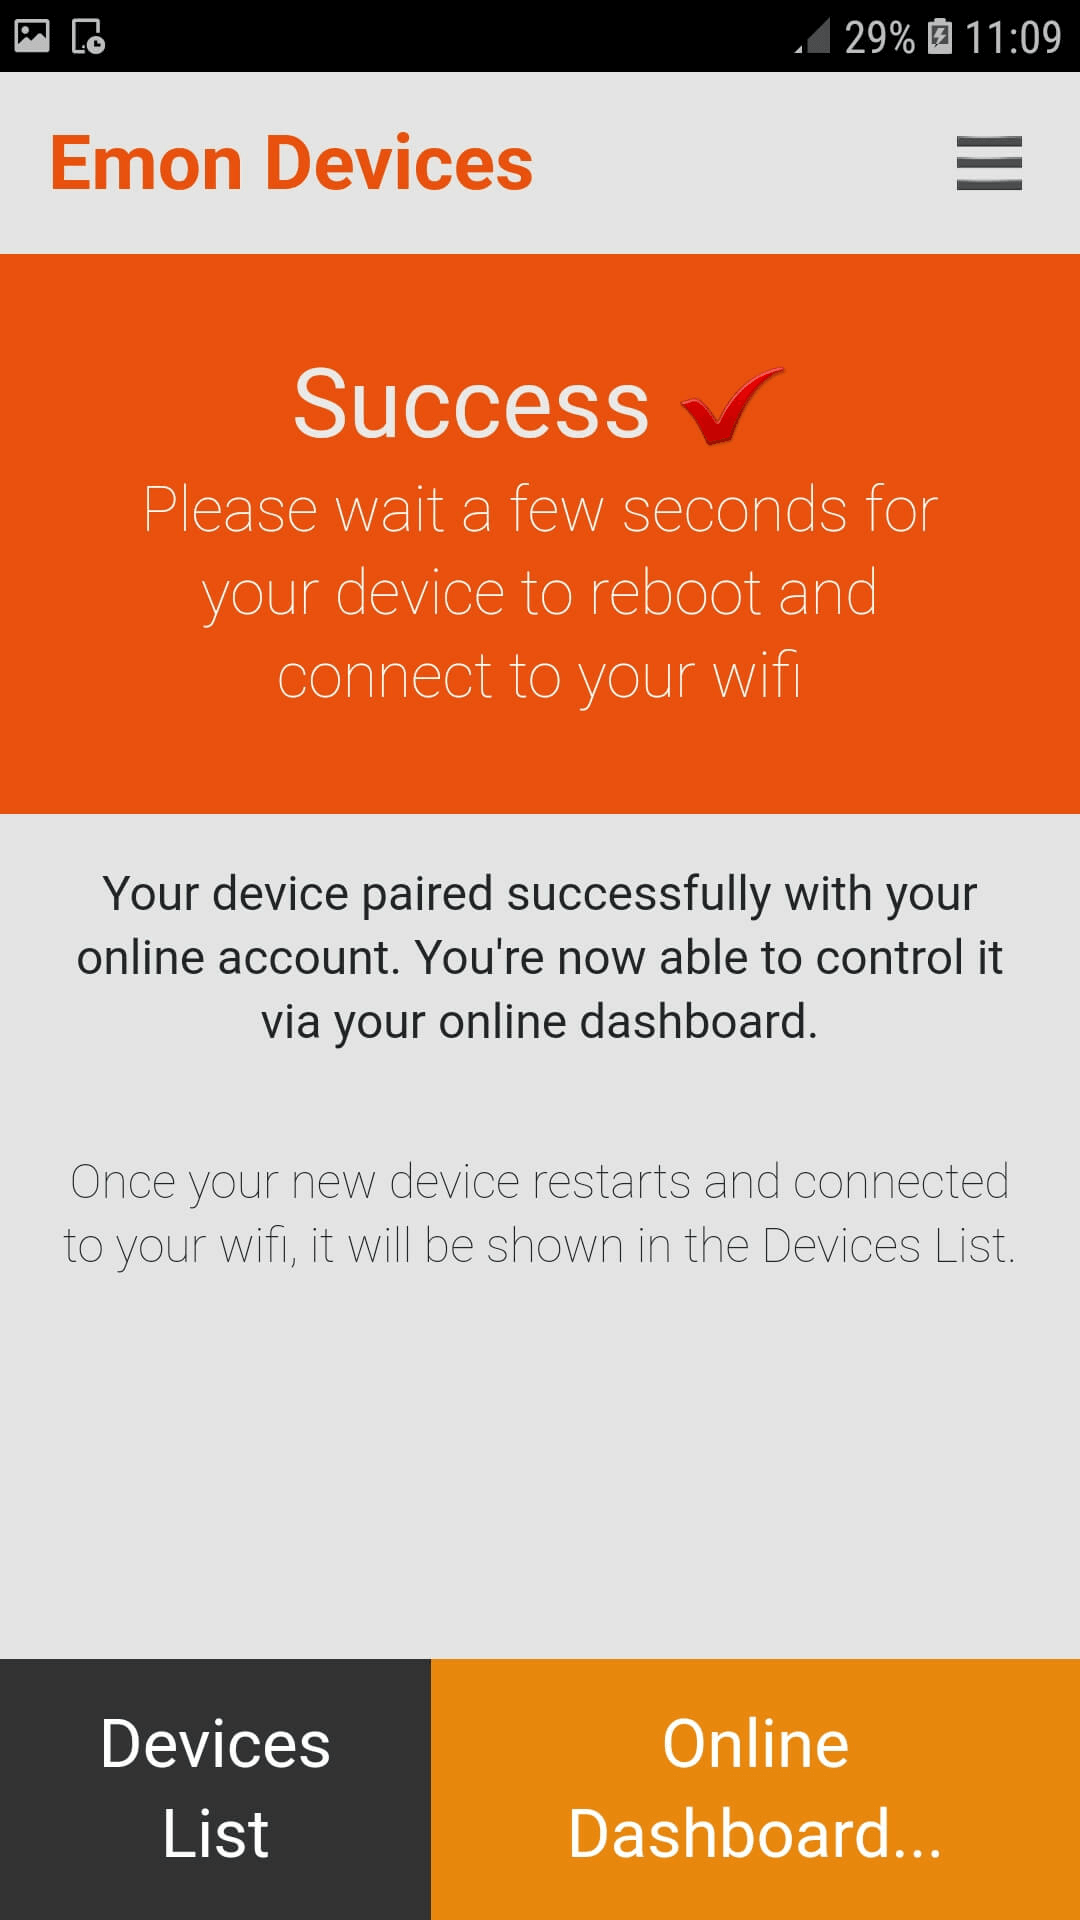 29% 11:09
Emon Devices
Success
Please wait a few seconds for
your device to reboot and
connect to your wifi
Your device paired successfully with your
online account. You're now able to control it
via your online dashboard.
Once your new device restarts and connected
to your wifi, it will be shown in the Devices List.
Devices
List
Online
Dashboard...